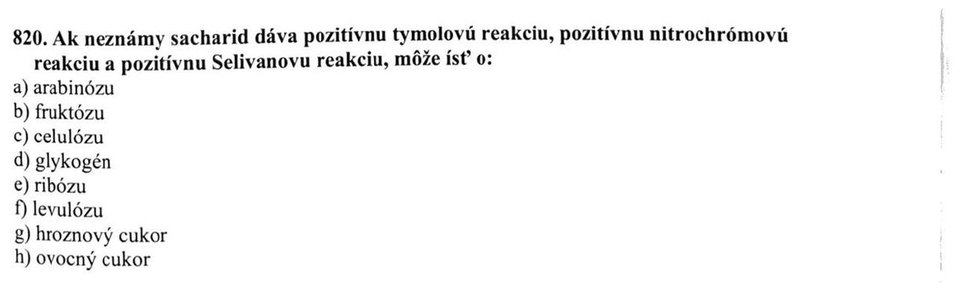 820. Ak neznámy sacharid dáva pozitívnu tymolovú reakciu, pozitívnu nitrochrómovú
reakciu a pozitívnu Selivanovu reakciu, môže ísť o:
a) arabinózu
b) fruktózu
c) celulózu
d) glykogén
e) ribózu
f) levulózu
g) hroznový cukor
h) ovocný cukor